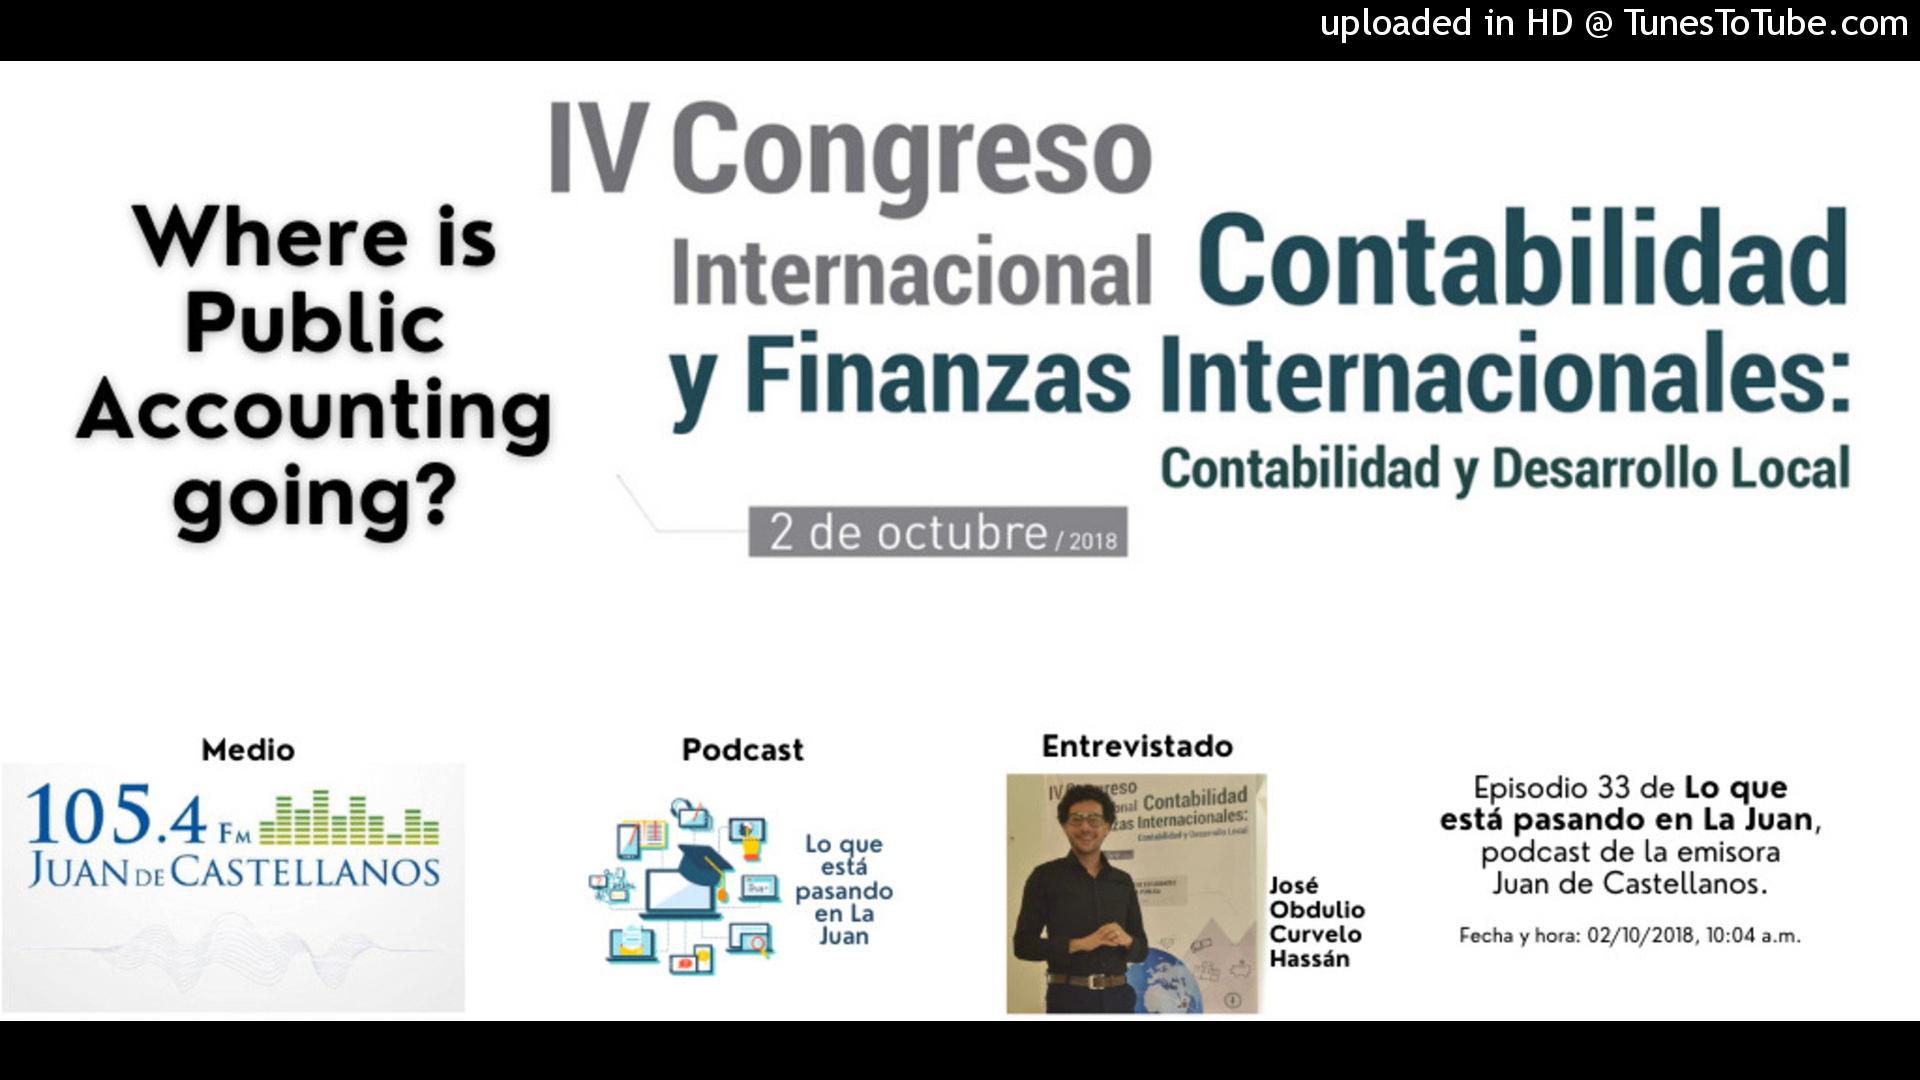 uploaded in HD @ TunesToTube.com
Where is
Public
Accounting
going?
IV Congreso
Internacional Contabilidad
y Finanzas Internacionales:
Contabilidad y Desarrollo Local
2 de octubre / 2018
Medio
105.4 FM
JUAN DE CASTELLANOS
Podcast
Lo que
está
pasando
en La
Juan
Entrevistado
Contabilidad
Internacionales:
Contabilidad y Desarrollo Local
José
Obdulio
Curvelo
Hassán
Episodio 33 de Lo que
está pasando en La Juan,
podcast de la emisora
Juan de Castellanos.
Fecha y hora: 02/10/2018, 10:04 a.m.